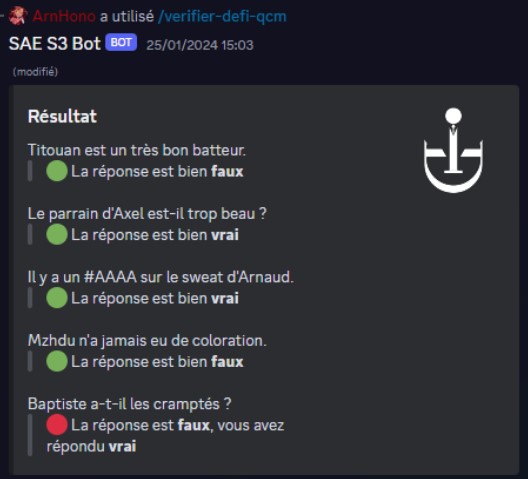 ArnHono a utilisé /verifier-defi-qcm
SAE S3 Bot BOT 25/01/2024 15:03
(modifié)
Résultat
Titouan est un très bon batteur.
La réponse est bien faux
Le parrain d'Axel est-il trop beau ?
La réponse est bien vrai
Il y a un #AAAA sur le sweat d'Arnaud.
La réponse est bien vrai
Mzhdu n'a jamais eu de coloration.
La réponse est bien faux
Baptiste a-t-il les cramptés ?
La réponse est faux, vous avez
répondu vrai